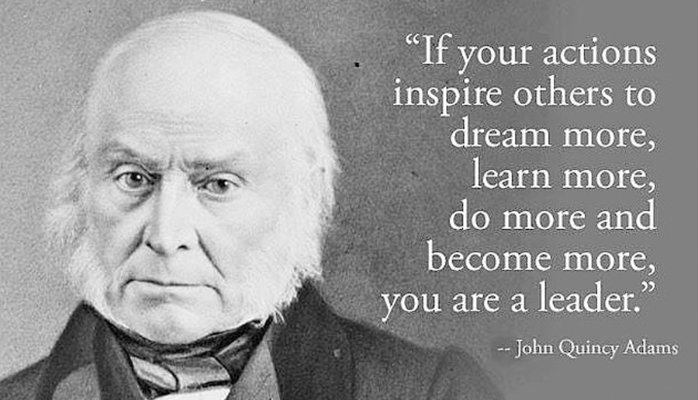 “If your actions
inspire others to
dream more,
learn more,
do more and
become more,
you are a leader.”
-- John Quincy Adams